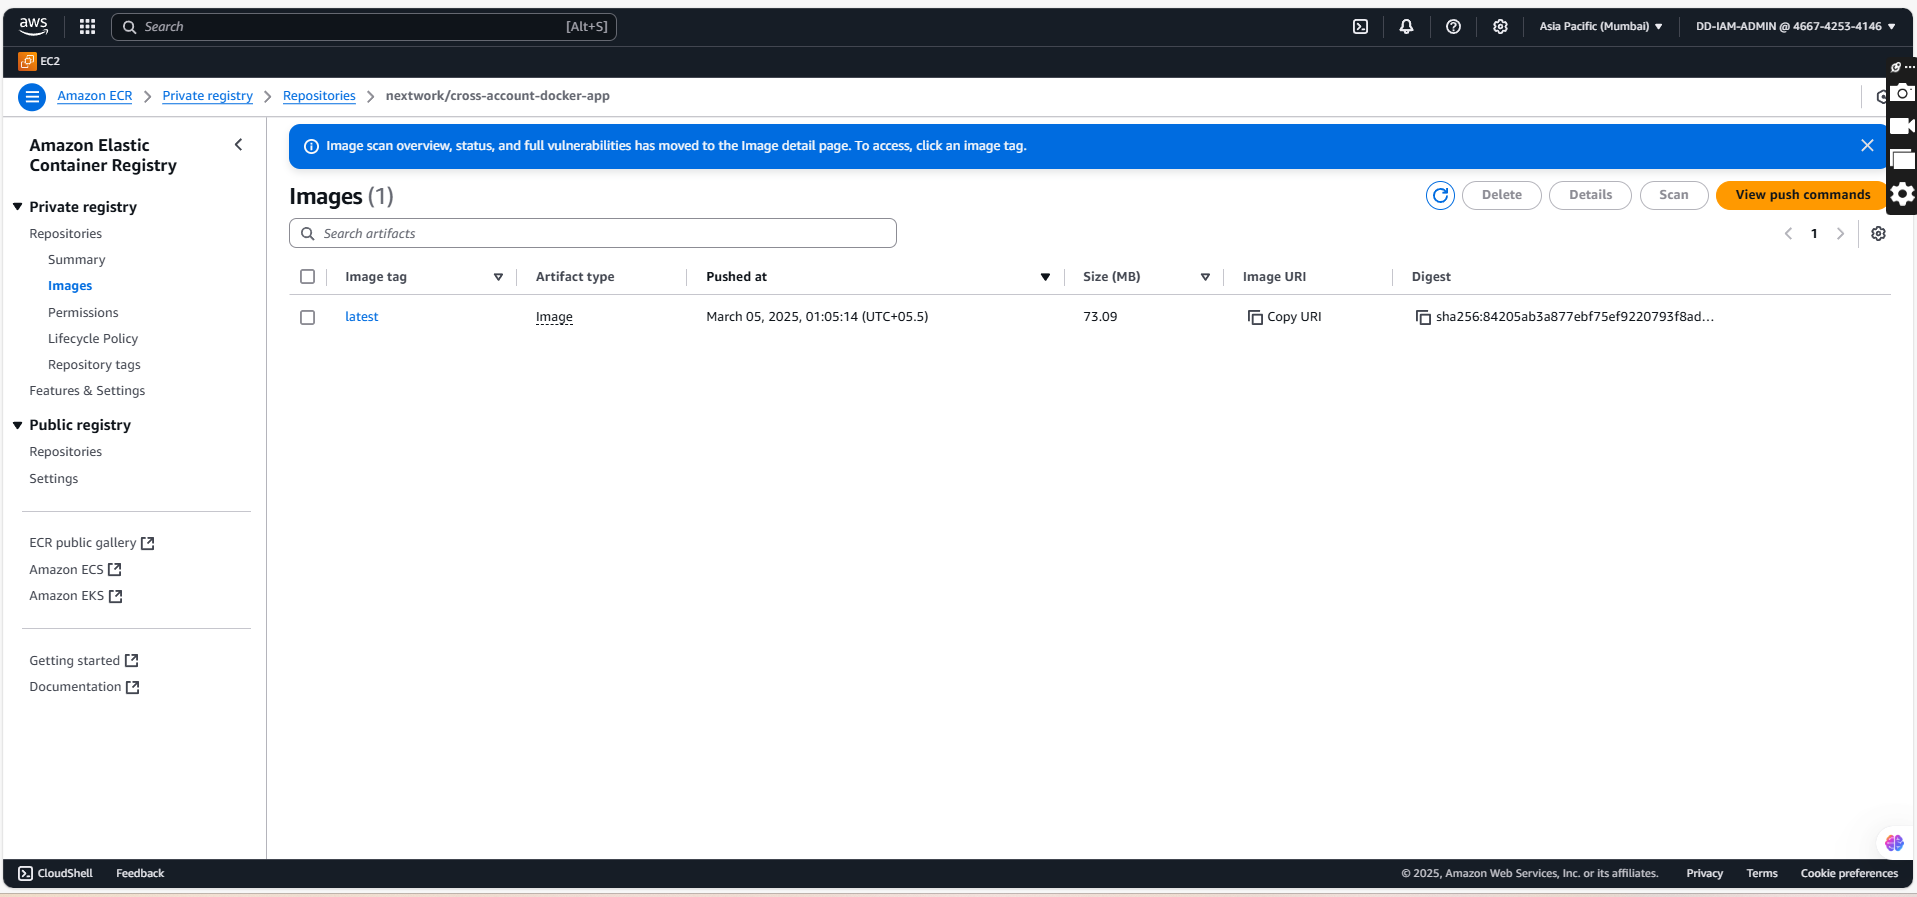 aws
Search [Alt+S]
Asia Pacific (Mumbai)
DD-IAM-ADMIN @ 4667-4253-4146
EC2
Amazon ECR
Private registry
Repositories
nextwork/cross-account-docker-app
Amazon Elastic
Container Registry
Private registry
Repositories
Summary
Images
Permissions
Lifecycle Policy
Repository tags
Features & Settings
Public registry
Repositories
Settings
ECR public gallery
Amazon ECS
Amazon EKS
Getting started
Documentation
Image scan overview, status, and full vulnerabilities has moved to the Image detail page. To access, click an image tag.
Images (1)
Delete
Details
Scan
View push commands
Search artifacts
1
Image tag
Artifact type
Pushed at
Size (MB)
Image URI
Digest
latest
Image
March 05, 2025, 01:05:14 (UTC+05.5)
73.09
Copy URI
sha256:84205ab3a877ebf75ef9220793f8ad...
CloudShell
Feedback
© 2025, Amazon Web Services, Inc. or its affiliates.
Privacy
Terms
Cookie preferences